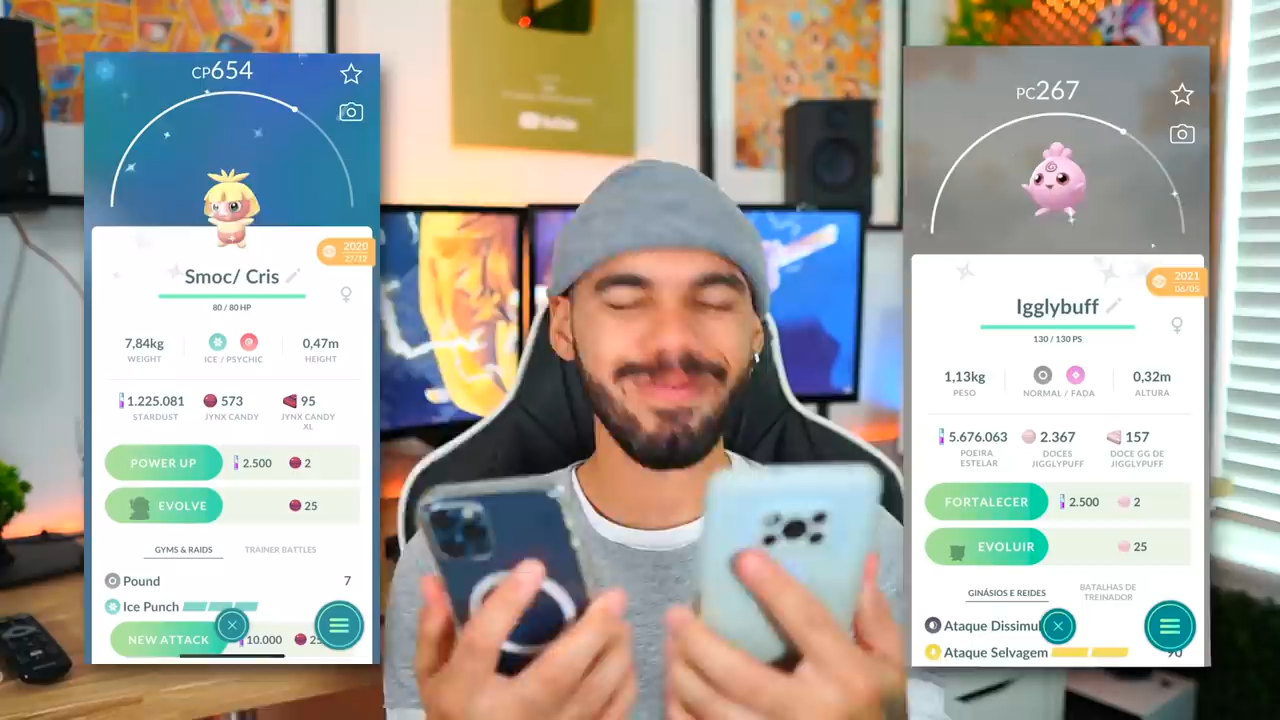 CP654
2020
27/12
Smoc/ Cris
80 / 80 HP
7,84kg
WEIGHT
ICE / PSYCHIC
0,47m
HEIGHT
1.225.081
STARDUST
573
JYNX CANDY
95
JYNX CANDY
XL
POWER UP
2.500
2
EVOLVE
25
GYMS & RAIDS
TRAINER BATTLES
Pound
7
Ice Punch
NEW ATTACK
10.000
YouTube
PC267
2021
06/05
Igglybuff
130 / 130 PS
1,13kg
PESO
NORMAL / FADA
0,32m
ALTURA
5.676.063
POEIRA
ESTELAR
2.367
DOCES
JIGGLYPUFF
157
DOCE GG DE
JIGGLYPUFF
FORTALECER
2.500
2
EVOLUIR
25
GINÁSIOS E REIDES
BATALHAS DE
TREINADOR
Ataque
Ataque Selvagem
90